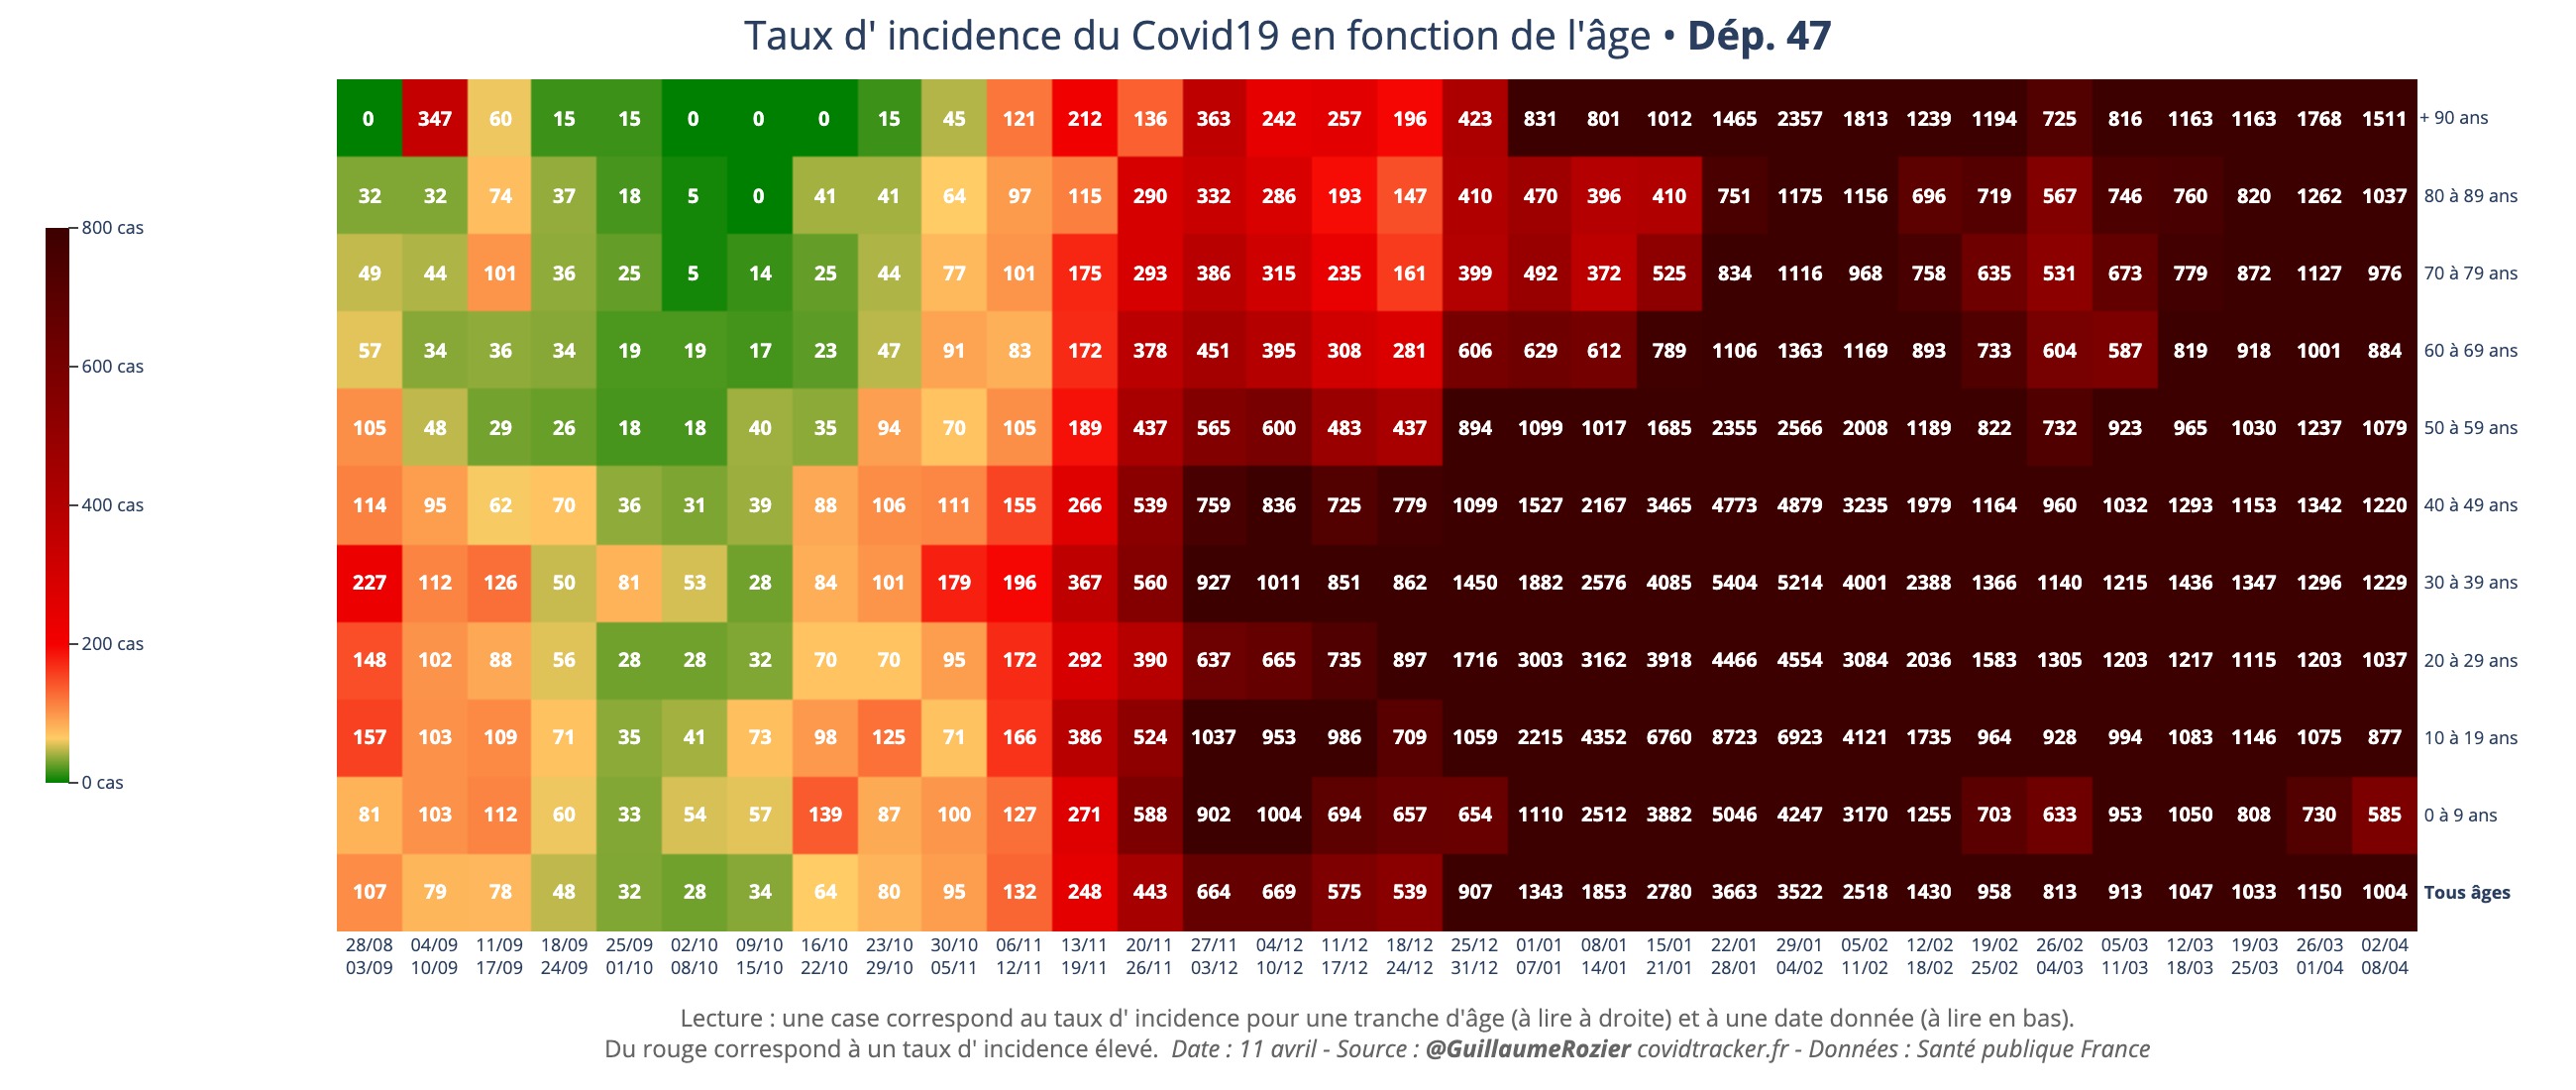 Taux d' incidence du Covid19 en fonction de l'âge • Dép. 47
800 cas
600 cas
400 cas
200 cas
0 cas
0 347 60 15 15 0 0 0 15 45 121 212 136 363 242 257 196 423 831 801 1012 1465 2357 1813 1239 1194 725 816 1163 1163 1768 1511 + 90 ans
32 32 74 37 18 5 0 41 41 64 97 115 290 332 286 193 147 410 470 396 410 751 1175 1156 696 719 567 746 760 820 1262 1037 80 à 89 ans
49 44 101 36 25 5 14 25 44 77 101 175 293 386 315 235 161 399 492 372 525 834 1116 968 758 635 531 673 779 872 1127 976 70 à 79 ans
57 34 36 34 19 19 17 23 47 91 83 172 378 451 395 308 281 606 629 612 789 1106 1363 1169 893 733 604 587 819 918 1001 884 60 à 69 ans
105 48 29 26 18 18 40 35 94 70 105 189 437 565 600 483 437 894 1099 1017 1685 2355 2566 2008 1189 822 732 923 965 1030 1237 1079 50 à 59 ans
114 95 62 70 36 31 39 88 106 111 155 266 539 759 836 725 779 1099 1527 2167 3465 4773 4879 3235 1979 1164 960 1032 1293 1153 1342 1220 40 à 49 ans
227 112 126 50 81 53 28 84 101 179 196 367 560 927 1011 851 862 1450 1882 2576 4085 5404 5214 4001 2388 1366 1140 1215 1436 1347 1296 1229 30 à 39 ans
148 102 88 56 28 28 32 70 70 95 172 292 390 637 665 735 897 1716 3003 3162 3918 4466 4554 3084 2036 1583 1305 1203 1217 1115 1203 1037 20 à 29 ans
157 103 109 71 35 41 73 98 125 71 166 386 524 1037 953 986 709 1059 2215 4352 6760 8723 6923 4121 1735 964 928 994 1083 1146 1075 877 10 à 19 ans
81 103 112 60 33 54 57 139 87 100 127 271 588 902 1004 694 657 654 1110 2512 3882 5046 4247 3170 1255 703 633 953 1050 808 730 585 0 à 9 ans
107 79 78 48 32 28 34 64 80 95 132 248 443 664 669 575 539 907 1343 1853 2780 3663 3522 2518 1430 958 813 913 1047 1033 1150 1004 Tous âges
28/08 04/09 11/09 18/09 25/09 02/10 09/10 16/10 23/10 30/10 06/11 13/11 20/11 27/11 04/12 11/12 18/12 25/12 01/01 08/01 15/01 22/01 29/01 05/02 12/02 19/02 26/02 05/03 12/03 19/03 26/03 02/04
03/09 10/09 17/09 24/09 01/10 08/10 15/10 22/10 29/10 05/11 12/11 19/11 26/11 03/12 10/12 17/12 24/12 31/12 07/01 14/01 21/01 28/01 04/02 11/02 18/02 25/02 04/03 11/03 18/03 25/03 01/04 08/04
Lecture : une case correspond au taux d' incidence pour une tranche d'âge (à lire à droite) et à une date donnée (à lire en bas).
Du rouge correspond à un taux d' incidence élevé. Date : 11 avril - Source : @GuillaumeRozier covidtracker.fr - Données : Santé publique France